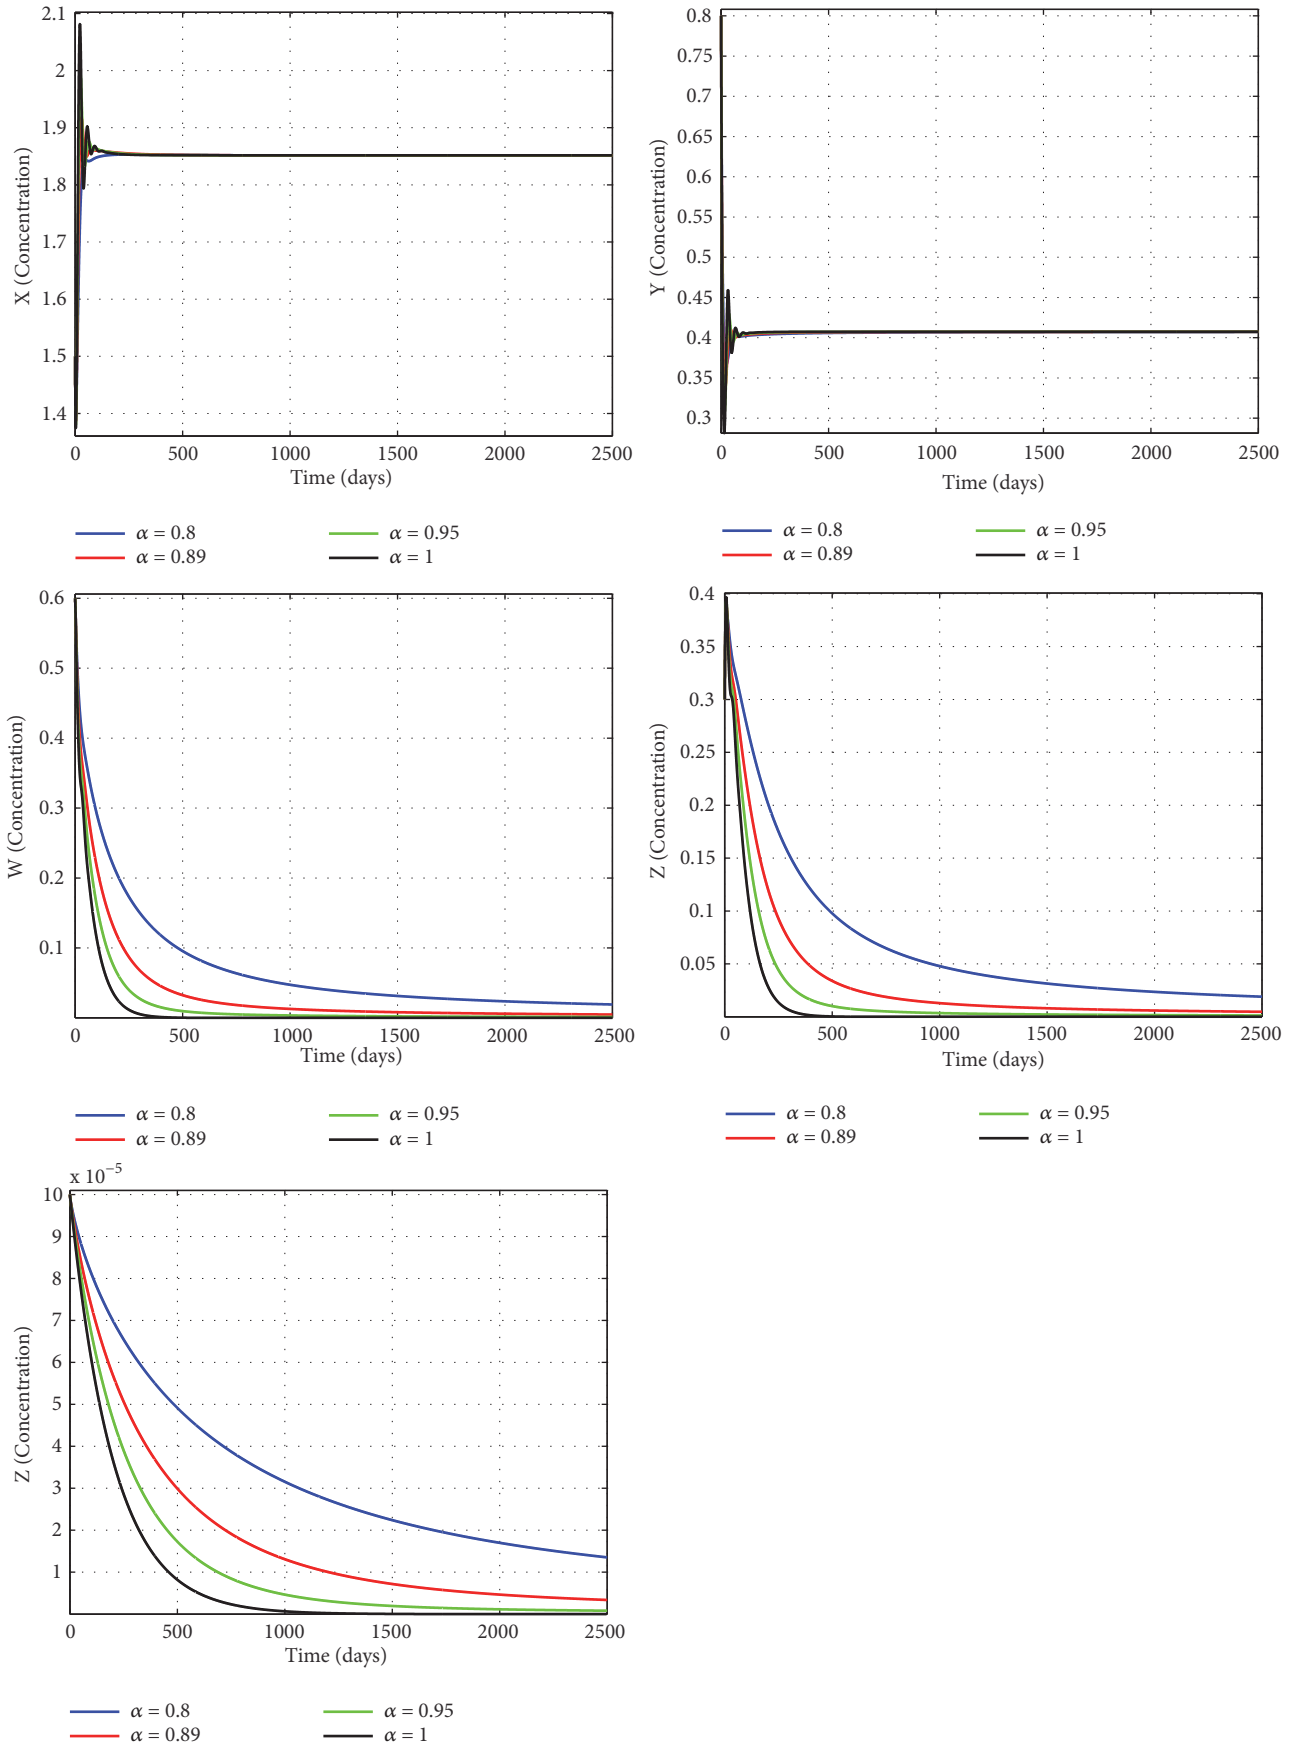 2.1
2
1.9
1.8
1.7
1.6
1.5
1.4
X (Concentration)
0 500 1000 1500 2000 2500
Time (days)
α = 0.8 α = 0.95
α = 0.89 α = 1
0.8
0.75
0.7
0.65
0.6
0.55
0.5
0.45
0.4
0.35
0.3
Y (Concentration)
0 500 1000 1500 2000 2500
Time (days)
α = 0.8 α = 0.95
α = 0.89 α = 1
0.6
0.5
0.4
0.3
0.2
0.1
W (Concentration)
0 500 1000 1500 2000 2500
Time (days)
α = 0.8 α = 0.95
α = 0.89 α = 1
0.4
0.35
0.3
0.25
0.2
0.15
0.1
0.05
Z (Concentration)
0 500 1000 1500 2000 2500
Time (days)
α = 0.8 α = 0.95
α = 0.89 α = 1
x 10⁻⁵
10
9
8
7
6
5
4
3
2
1
Z (Concentration)
0 500 1000 1500 2000 2500
Time (days)
α = 0.8 α = 0.95
α = 0.89 α = 1